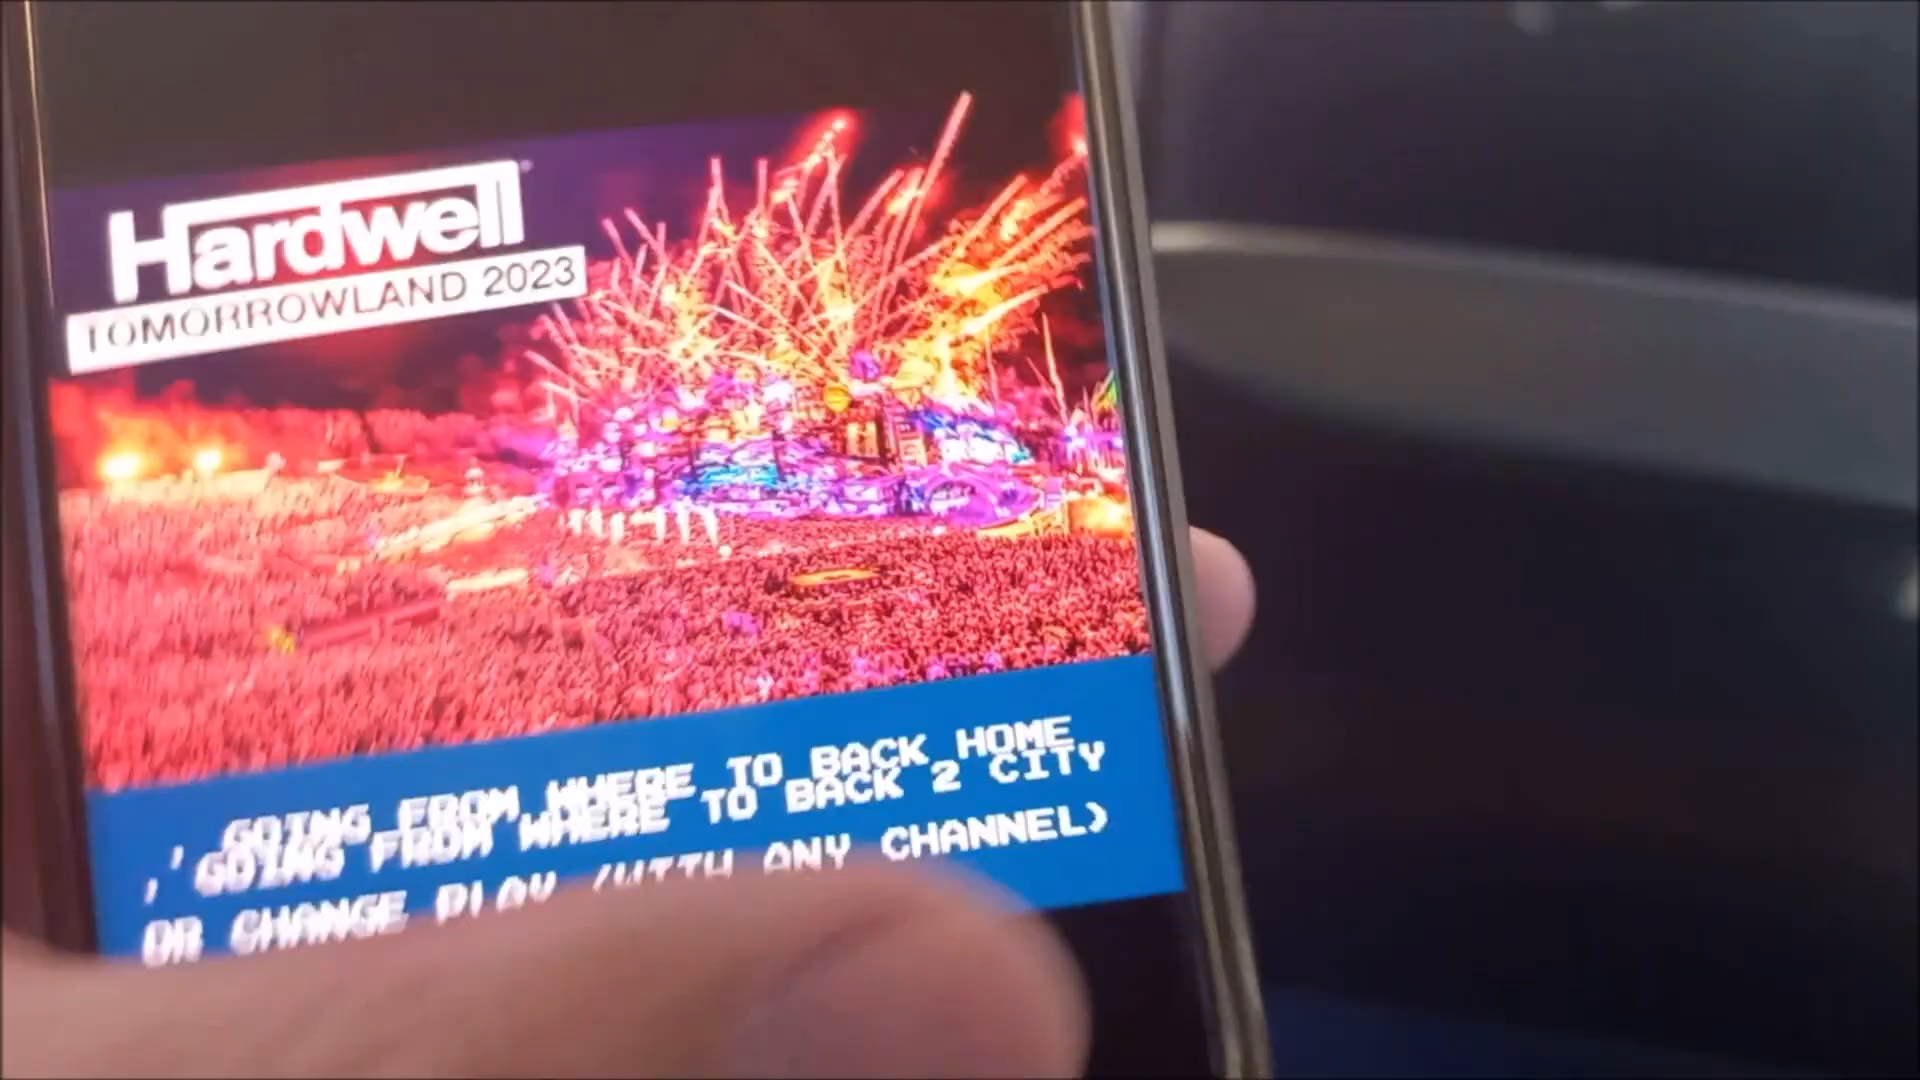 Hardwell
TOMORROWLAND 2023
, GOING FROM WHERE TO BACK HOME
, GOING FROM WHERE TO BACK 2 CITY
OR CHANGE PLAY (WITH ANY CHANNEL)